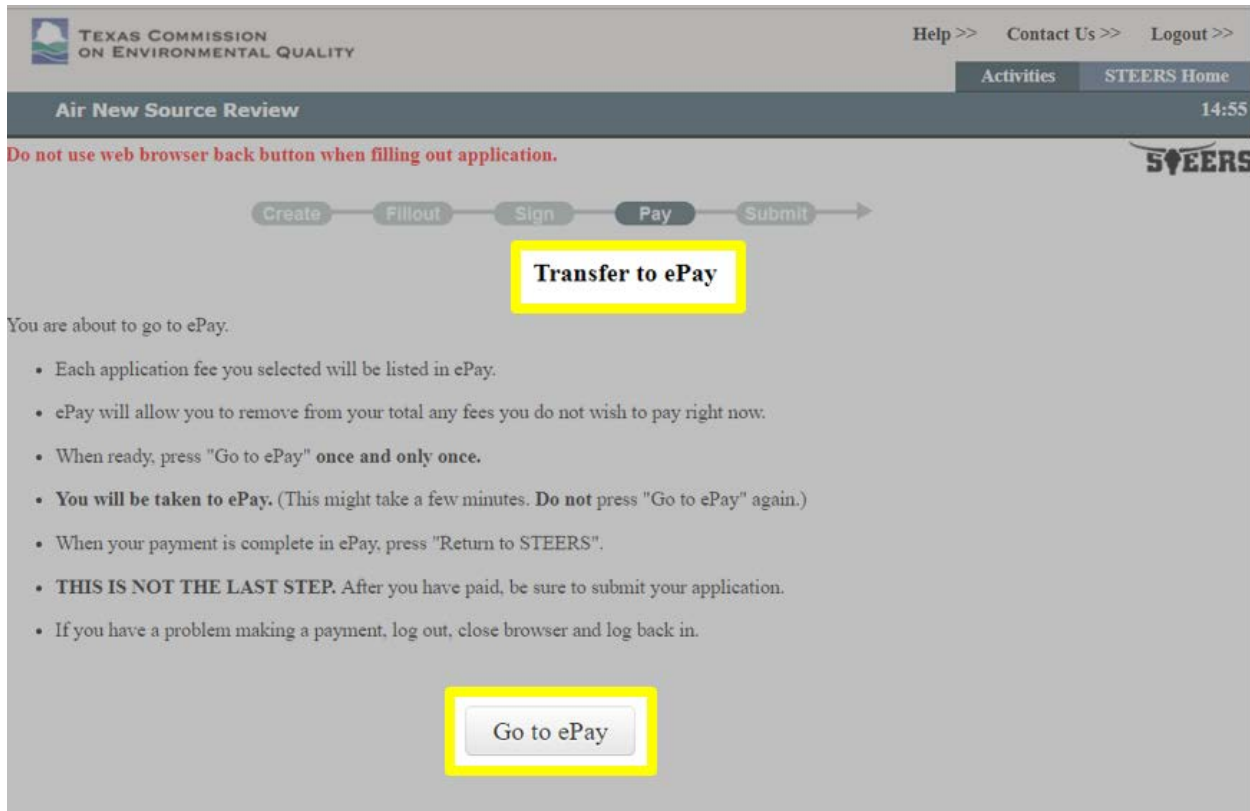 TEXAS COMMISSION
ON ENVIRONMENTAL QUALITY
Help >> Contact Us >> Logout >>
Activities STEERS Home
Air New Source Review 14:55
Do not use web browser back button when filling out application.
STEERS
Create Fillout Sign Pay Submit
Transfer to ePay
You are about to go to ePay.
• Each application fee you selected will be listed in ePay.
• ePay will allow you to remove from your total any fees you do not wish to pay right now.
• When ready, press "Go to ePay" once and only once.
• You will be taken to ePay. (This might take a few minutes. Do not press "Go to ePay" again.)
• When your payment is complete in ePay, press "Return to STEERS".
• THIS IS NOT THE LAST STEP. After you have paid, be sure to submit your application.
• If you have a problem making a payment, log out, close browser and log back in.
Go to ePay